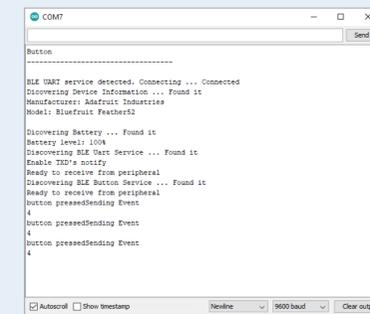 COM7
Send
Button
-----------------------------------
BLE UART service detected. Connecting ... Connected
Dicovering Device Information ... Found it
Manufacturer: Adafruit Industries
Model: Bluefruit Feather52
Dicovering Battery ... Found it
Battery level: 100%
Discovering BLE Uart Service ... Found it
Enable TXD's notify
Ready to receive from peripheral
Discovering BLE Button Service ... Found it
Ready to receive from peripheral
button pressedSending Event
4
button pressedSending Event
4
button pressedSending Event
4
Autoscroll Show timestamp Newline 9600 baud Clear outp